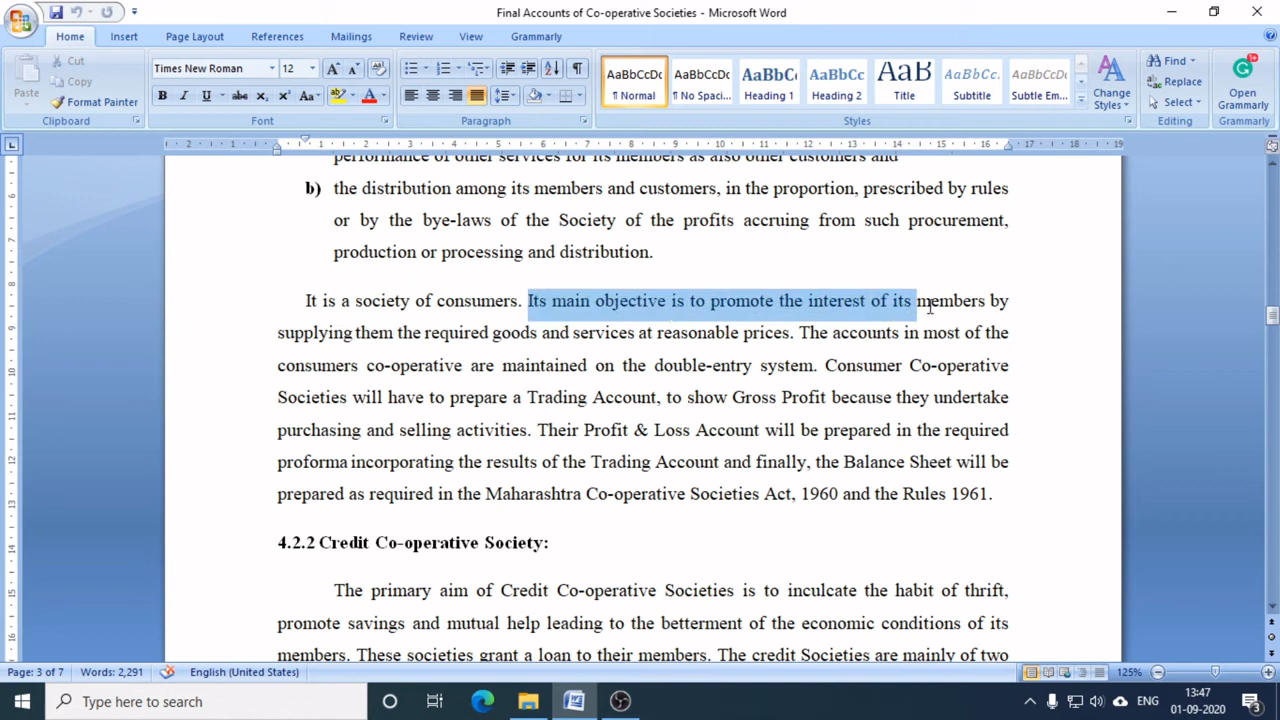 Final Accounts of Co-operative Societies - Microsoft Word
Home Insert Page Layout References Mailings Review View Grammarly
Paste
Cut
Copy
Format Painter
Clipboard
Times New Roman 12
Font
Paragraph
AaBbCcDc AaBbCcDc AaBbC AaBbCc AaB AaBbCc. AaBbCcDc
¶ Normal ¶ No Spaci... Heading 1 Heading 2 Title Subtitle Subtle Em...
Change Styles
Styles
Find
Replace
Select
Editing
Open Grammarly
Grammarly
performance of other services for its members as also other customers and
b) the distribution among its members and customers, in the proportion, prescribed by rules
or by the bye-laws of the Society of the profits accruing from such procurement,
production or processing and distribution.
It is a society of consumers. Its main objective is to promote the interest of its members by
supplying them the required goods and services at reasonable prices. The accounts in most of the
consumers co-operative are maintained on the double-entry system. Consumer Co-operative
Societies will have to prepare a Trading Account, to show Gross Profit because they undertake
purchasing and selling activities. Their Profit & Loss Account will be prepared in the required
proforma incorporating the results of the Trading Account and finally, the Balance Sheet will be
prepared as required in the Maharashtra Co-operative Societies Act, 1960 and the Rules 1961.
4.2.2 Credit Co-operative Society:
The primary aim of Credit Co-operative Societies is to inculcate the habit of thrift,
promote savings and mutual help leading to the betterment of the economic conditions of its
members. These societies grant a loan to their members. The credit Societies are mainly of two
Page: 3 of 7 Words: 2,291 English (United States) 125%
Type here to search
ENG
13:47
01-09-2020
3